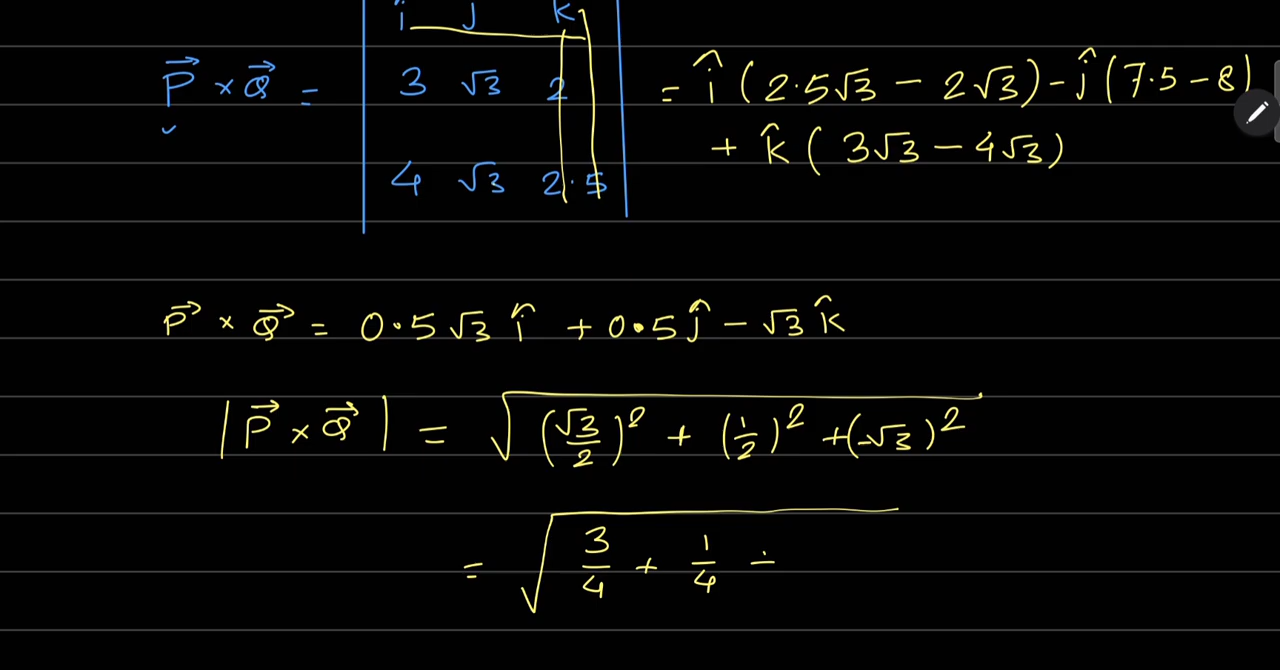 î j k
P⃗ × Q⃗ = | 3 √3 2 | = î (2.5√3 − 2√3) − ĵ (7.5 − 8)
+ k̂ (3√3 − 4√3)
4 √3 2.5
P⃗ × Q⃗ = 0.5√3 î + 0.5 ĵ − √3 k̂
|P⃗ × Q⃗| = √((√3/2)² + (1/2)² + (−√3)²)
= √(3/4 + 1/4 +